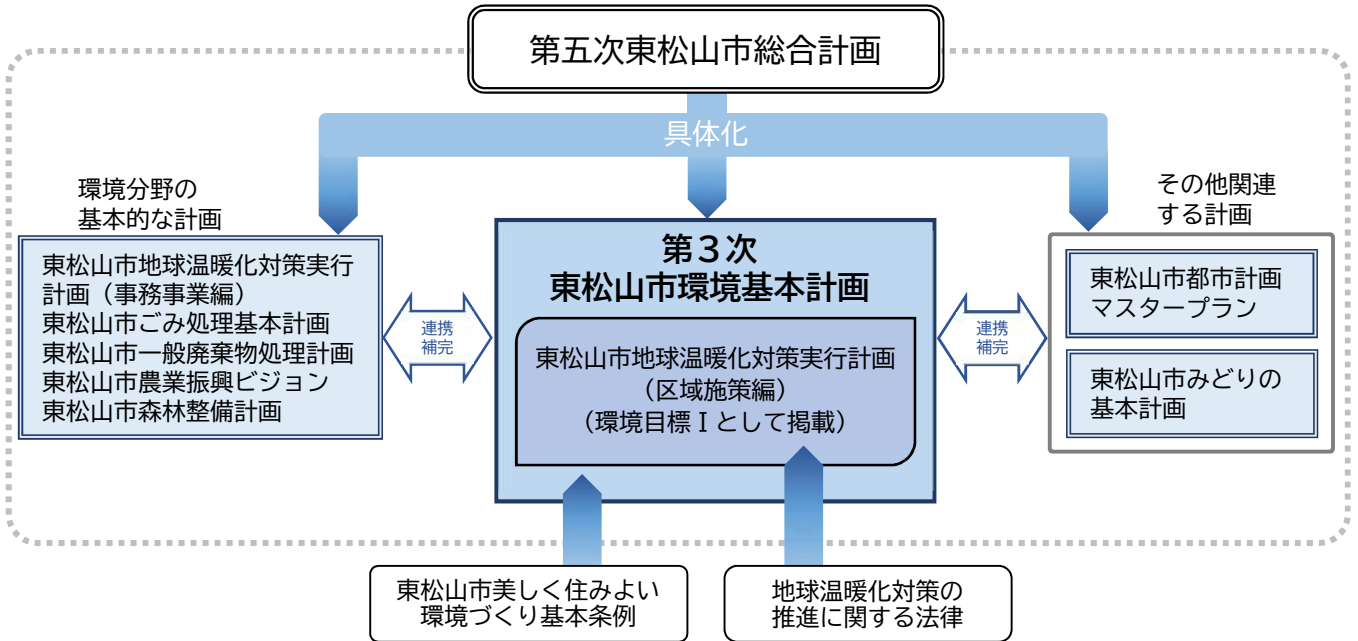 第五次東松山市総合計画
具体化
環境分野の
基本的な計画
東松山市地球温暖化対策実行
計画（事務事業編）
東松山市ごみ処理基本計画
東松山市一般廃棄物処理計画
東松山市農業振興ビジョン
東松山市森林整備計画
連携
補完
第３次
東松山市環境基本計画
東松山市地球温暖化対策実行計画
（区域施策編）
（環境目標Ⅰとして掲載）
連携
補完
その他関連
する計画
東松山市都市計画
マスタープラン
東松山市みどりの
基本計画
東松山市美しく住みよい
環境づくり基本条例
地球温暖化対策の
推進に関する法律